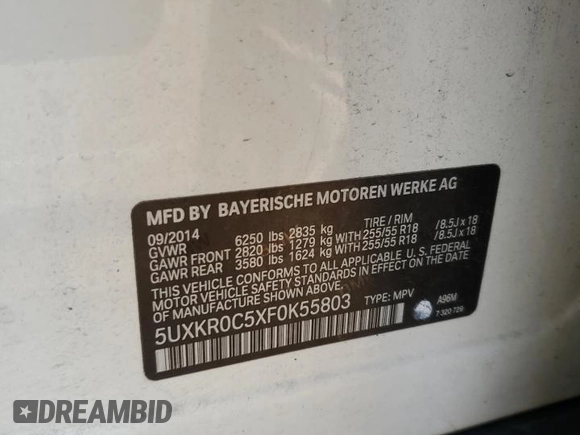 MFD BY BAYERISCHE MOTOREN WERKE AG
09/2014 TIRE / RIM
GVWR 6250 lbs 2835 kg
GAWR FRONT 2820 lbs 1279 kg WITH 255/55 R18 / 8.5J x 18
GAWR REAR 3580 lbs 1624 kg WITH 255/55 R18 / 8.5J x 18
THIS VEHICLE CONFORMS TO ALL APPLICABLE U.S. FEDERAL
MOTOR VEHICLE SAFETY STANDARDS IN EFFECT ON THE
DATE OF MANUFACTURE SHOWN ABOVE.
5UXKR0C5XF0K55803 TYPE: MPV A96M
7 320 729
DREAMBID